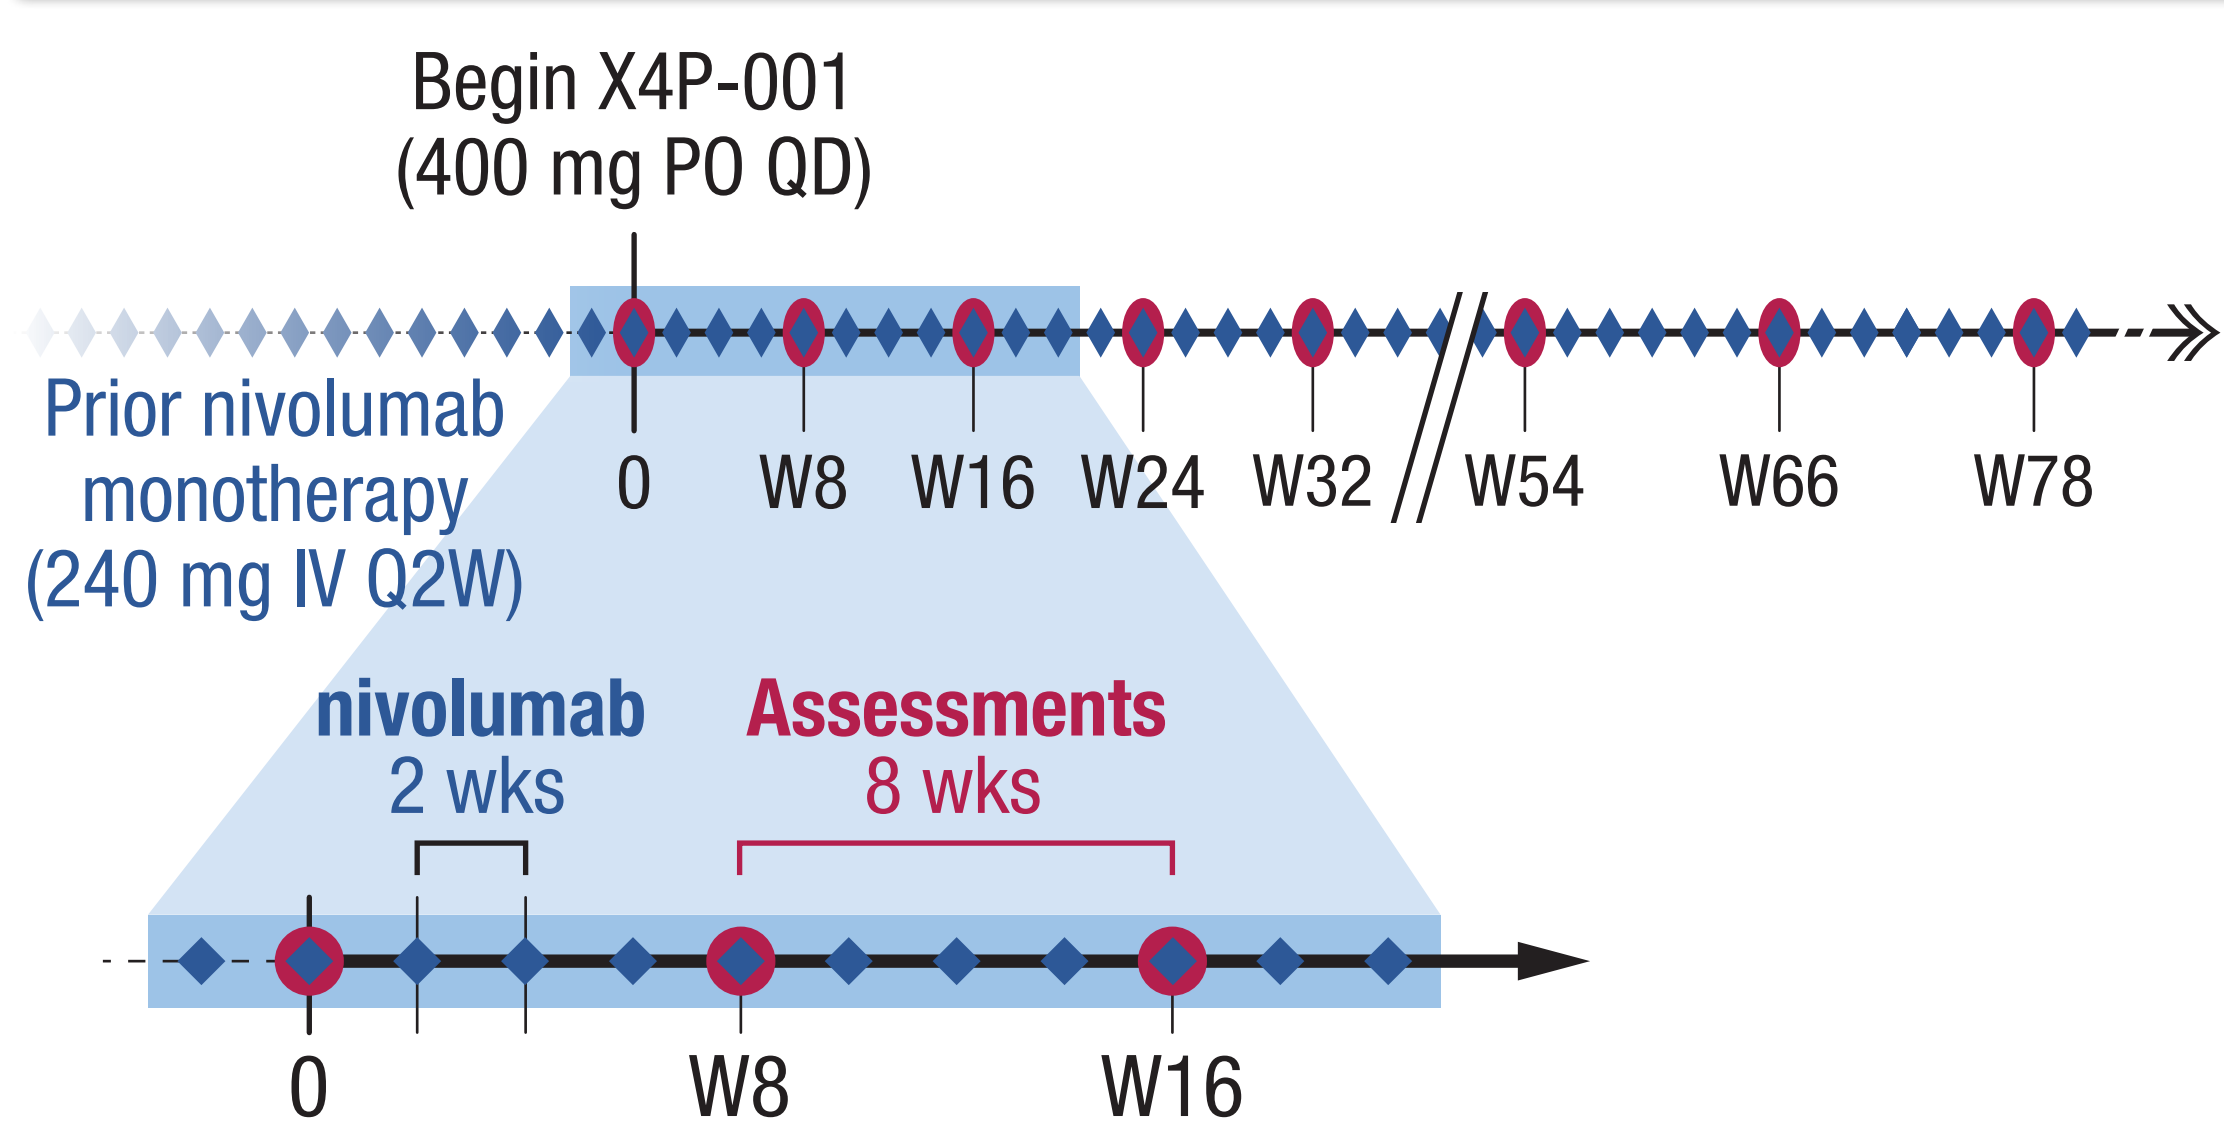 Begin X4P-001
(400 mg PO QD)
Prior nivolumab
monotherapy
(240 mg IV Q2W)
0
W8
W16
W24
W32
W54
W66
W78
nivolumab
2 wks
Assessments
8 wks
0
W8
W16